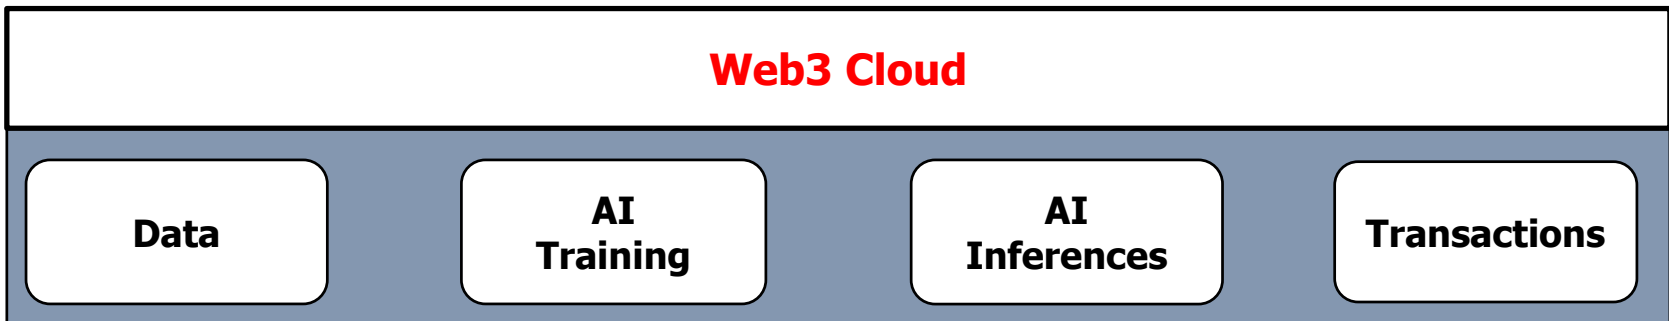 Web3 Cloud
Data
AI
Training
AI
Inferences
Transactions